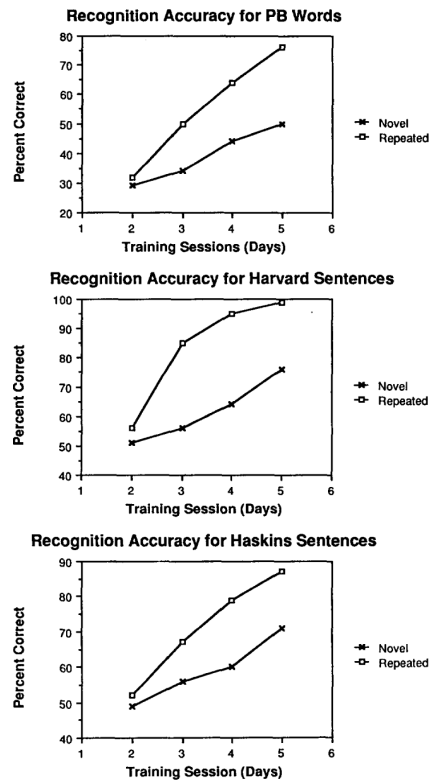 Recognition Accuracy for PB Words
80
70
60
50
40
30
20
Percent Correct
1 2 3 4 5 6
Training Sessions (Days)
Novel
Repeated
Recognition Accuracy for Harvard Sentences
100
90
80
70
60
50
40
Percent Correct
1 2 3 4 5 6
Training Session (Days)
Novel
Repeated
Recognition Accuracy for Haskins Sentences
90
80
70
60
50
40
Percent Correct
1 2 3 4 5 6
Training Session (Days)
Novel
Repeated